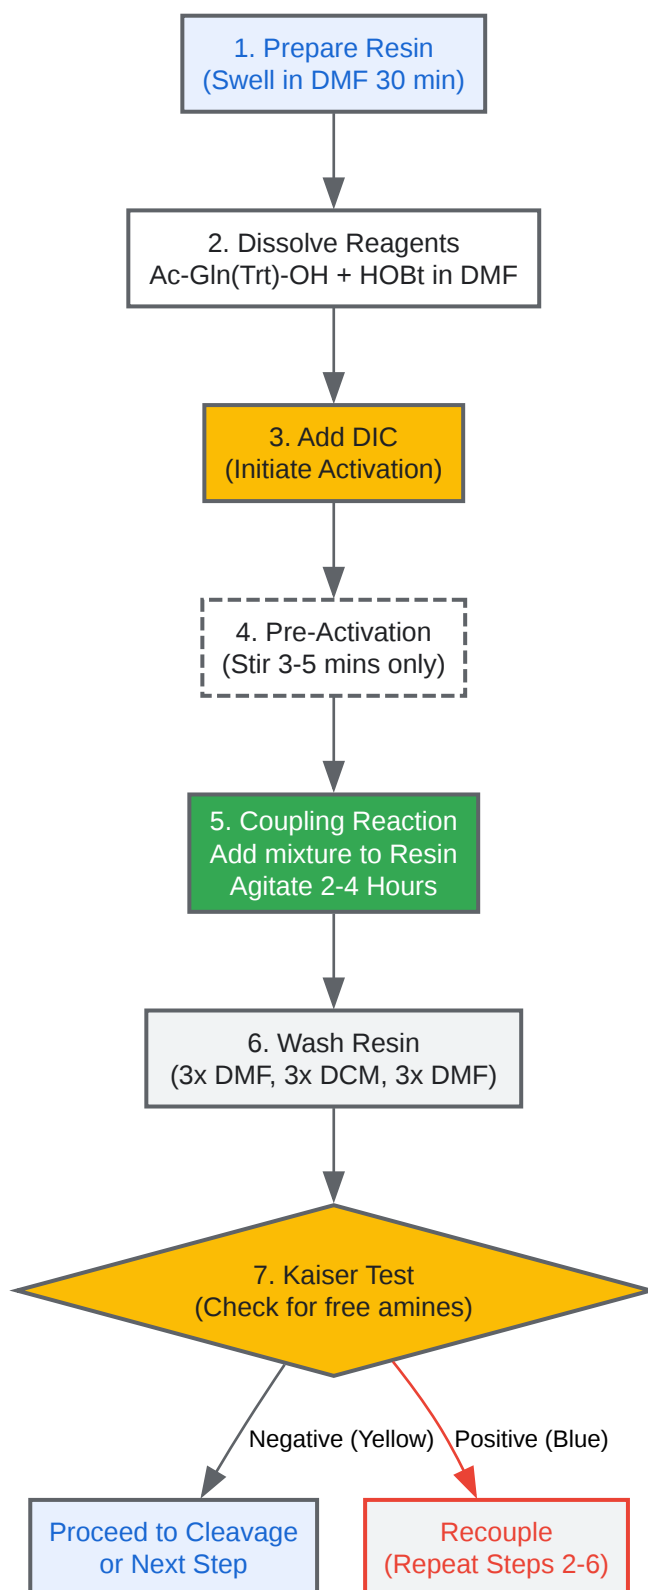 1. Prepare Resin
(Swell in DMF 30 min)
2. Dissolve Reagents
Ac-Gln(Trt)-OH + HOBt in DMF
3. Add DIC
(Initiate Activation)
4. Pre-Activation
(Stir 3-5 mins only)
5. Coupling Reaction
Add mixture to Resin
Agitate 2-4 Hours
6. Wash Resin
(3x DMF, 3x DCM, 3x DMF)
7. Kaiser Test
(Check for free amines)
Negative (Yellow)
Positive (Blue)
Proceed to Cleavage
or Next Step
Recouple
(Repeat Steps 2-6)